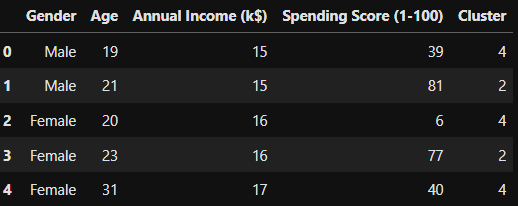 Gender Age Annual Income (k$) Spending Score (1-100) Cluster
0 Male 19 15 39 4
1 Male 21 15 81 2
2 Female 20 16 6 4
3 Female 23 16 77 2
4 Female 31 17 40 4